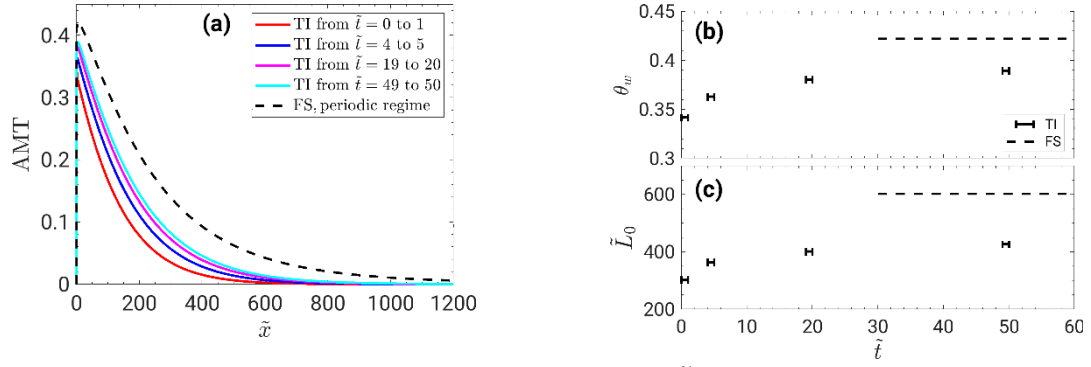 (a)
TI from t̃ = 0 to 1
TI from t̃ = 4 to 5
TI from t̃ = 19 to 20
TI from t̃ = 49 to 50
FS, periodic regime
AMT
0.4
0.3
0.2
0.1
0
0 200 400 600 800 1000 1200
x̃
(b)
0.45
0.4
0.35
0.3
θ_w
TI
FS
(c)
600
400
200
L̃_0
0 10 20 30 40 50 60
t̃